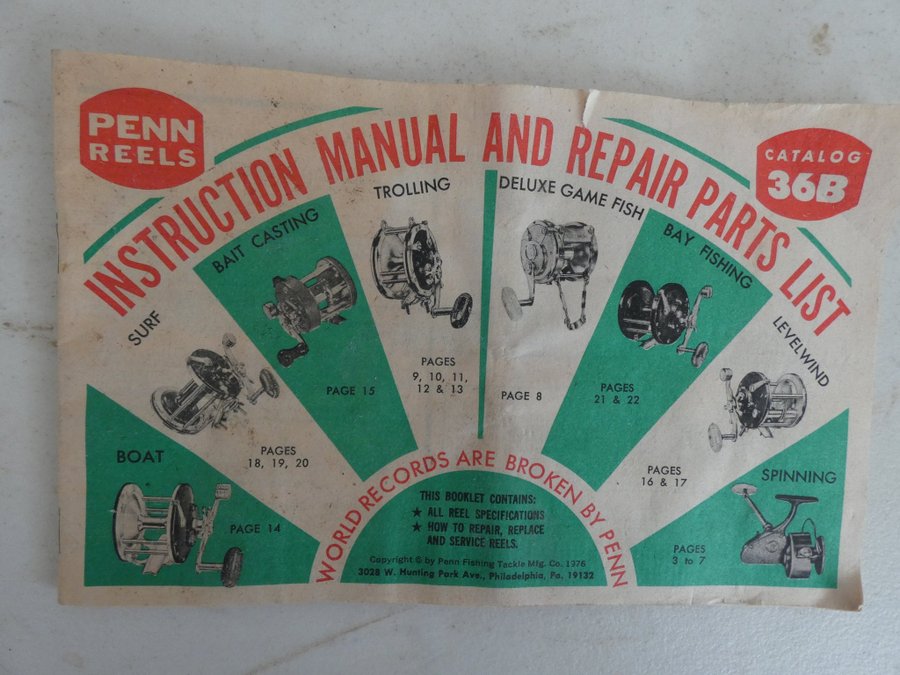 PENN
REELS
INSTRUCTION MANUAL AND REPAIR PARTS LIST
CATALOG
36B
BOAT
PAGE 14
SURF
PAGES
18, 19, 20
BAIT CASTING
PAGE 15
TROLLING
PAGES
9, 10, 11,
12 & 13
DELUXE GAME FISH
PAGE 8
BAY FISHING
PAGES
21 & 22
LEVELWIND
PAGES
16 & 17
SPINNING
PAGES
3 to 7
WORLD RECORDS ARE BROKEN BY PENN
THIS BOOKLET CONTAINS:
★ ALL REEL SPECIFICATIONS
★ HOW TO REPAIR, REPLACE
AND SERVICE REELS.
Copyright © by Penn Fishing Tackle Mfg. Co. 1976
3028 W. Hunting Park Ave., Philadelphia, Pa. 19132